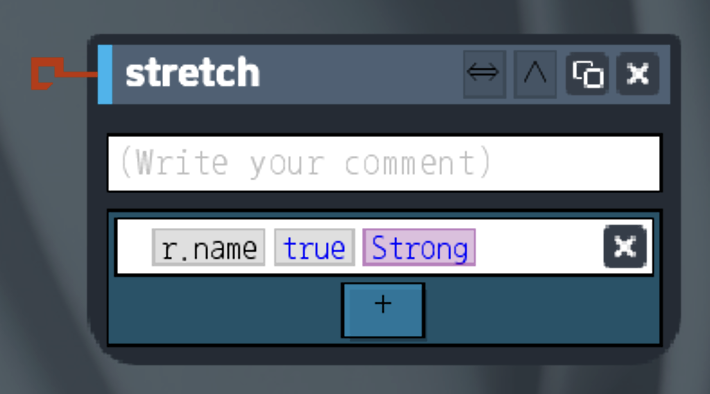 stretch
(Write your comment)
r.name true Strong
+